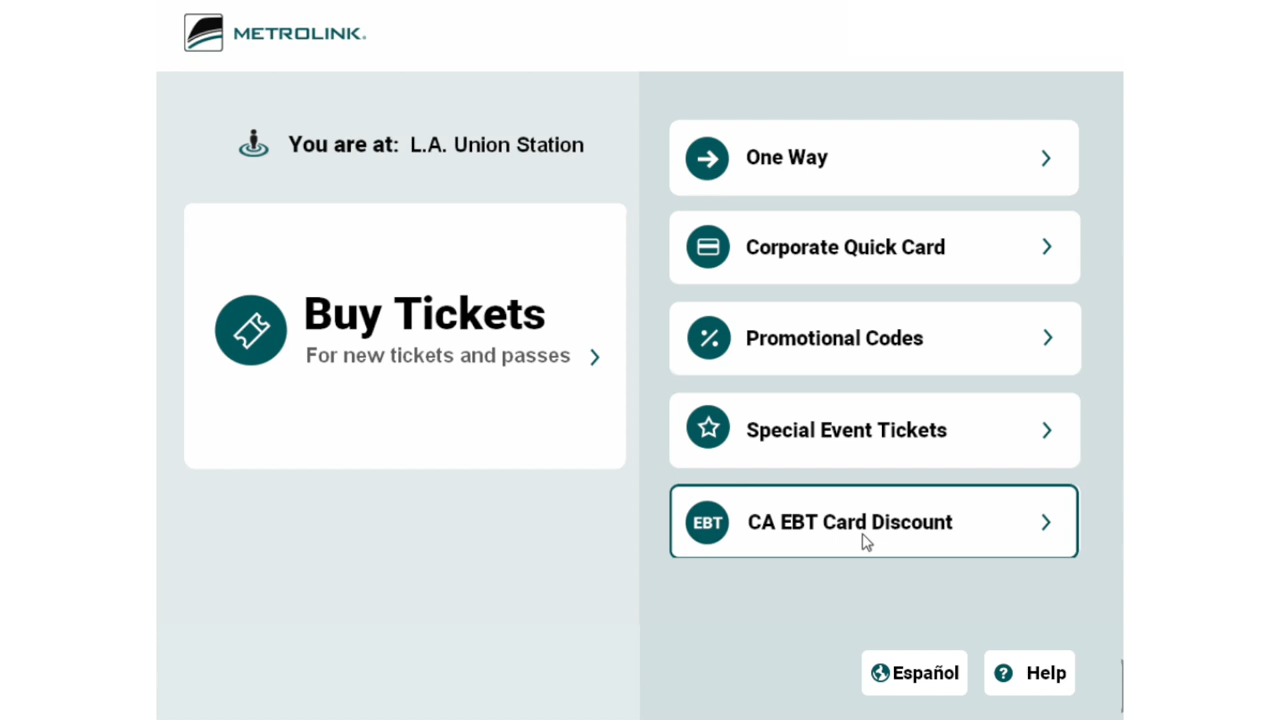 METROLINK.
You are at: L.A. Union Station
Buy Tickets
For new tickets and passes
One Way
Corporate Quick Card
Promotional Codes
Special Event Tickets
EBT CA EBT Card Discount
Español
? Help